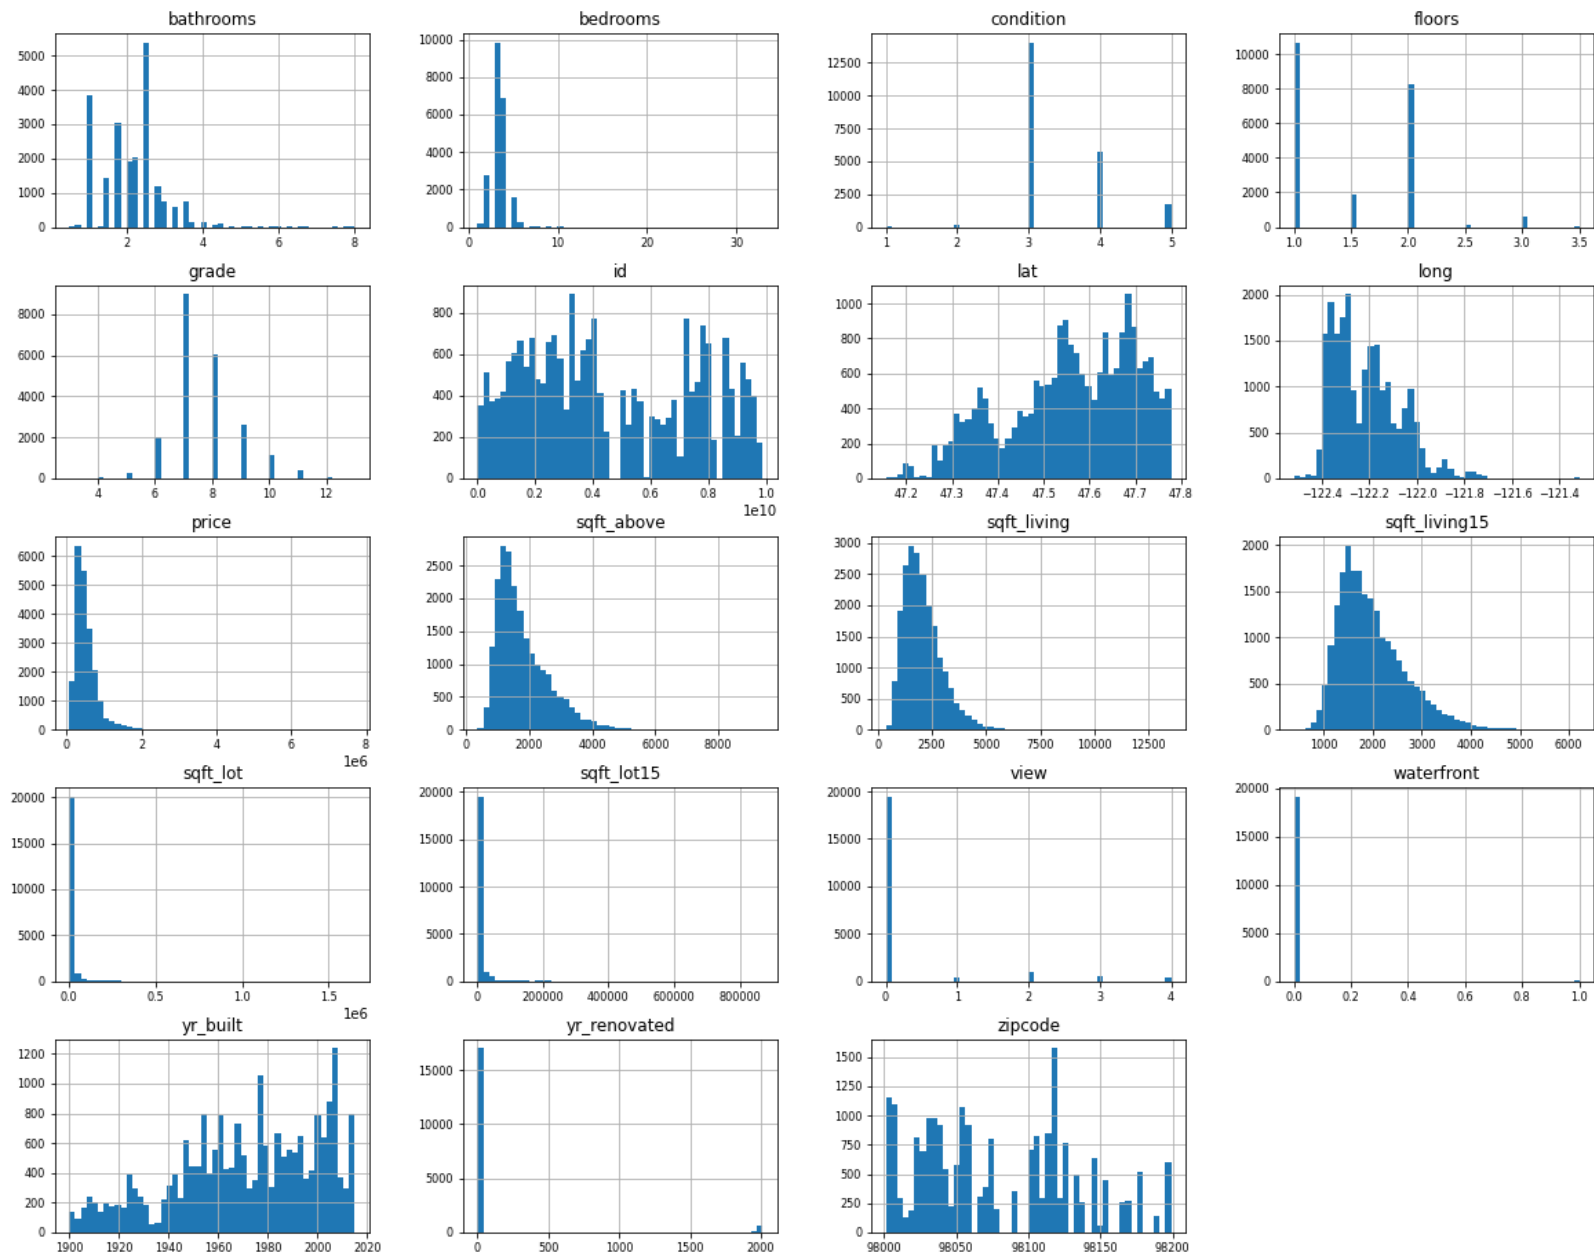 bathrooms
5000
4000
3000
2000
1000
0
2 4 6 8
bedrooms
10000
8000
6000
4000
2000
0
0 10 20 30
condition
12500
10000
7500
5000
2500
0
1 2 3 4 5
floors
10000
8000
6000
4000
2000
0
1.0 1.5 2.0 2.5 3.0 3.5
grade
8000
6000
4000
2000
0
4 6 8 10 12
id
800
600
400
200
0
0.0 0.2 0.4 0.6 0.8 1.0
1e10
lat
1000
800
600
400
200
0
47.2 47.3 47.4 47.5 47.6 47.7 47.8
long
2000
1500
1000
500
0
−122.4 −122.2 −122.0 −121.8 −121.6 −121.4
price
6000
5000
4000
3000
2000
1000
0
0 2 4 6 8
1e6
sqft_above
2500
2000
1500
1000
500
0
0 2000 4000 6000 8000
sqft_living
3000
2500
2000
1500
1000
500
0
0 2500 5000 7500 10000 12500
sqft_living15
2000
1500
1000
500
0
1000 2000 3000 4000 5000 6000
sqft_lot
20000
15000
10000
5000
0
0.0 0.5 1.0 1.5
1e6
sqft_lot15
20000
15000
10000
5000
0
0 200000 400000 600000 800000
view
20000
15000
10000
5000
0
0 1 2 3 4
waterfront
20000
15000
10000
5000
0
0.0 0.2 0.4 0.6 0.8 1.0
yr_built
1200
1000
800
600
400
200
0
1900 1920 1940 1960 1980 2000 2020
yr_renovated
15000
10000
5000
0
0 500 1000 1500 2000
zipcode
1500
1250
1000
750
500
250
0
98000 98050 98100 98150 98200